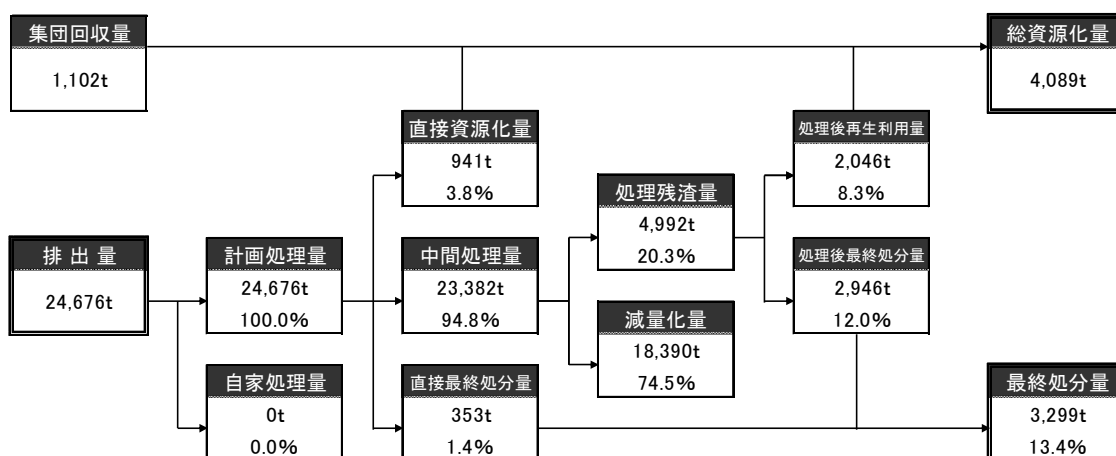 集団回収量
1,102t
総資源化量
4,089t
直接資源化量
941t
3.8%
処理後再生利用量
2,046t
8.3%
処理残渣量
4,992t
20.3%
排出量
24,676t
計画処理量
24,676t
100.0%
中間処理量
23,382t
94.8%
処理後最終処分量
2,946t
12.0%
減量化量
18,390t
74.5%
自家処理量
0t
0.0%
直接最終処分量
353t
1.4%
最終処分量
3,299t
13.4%